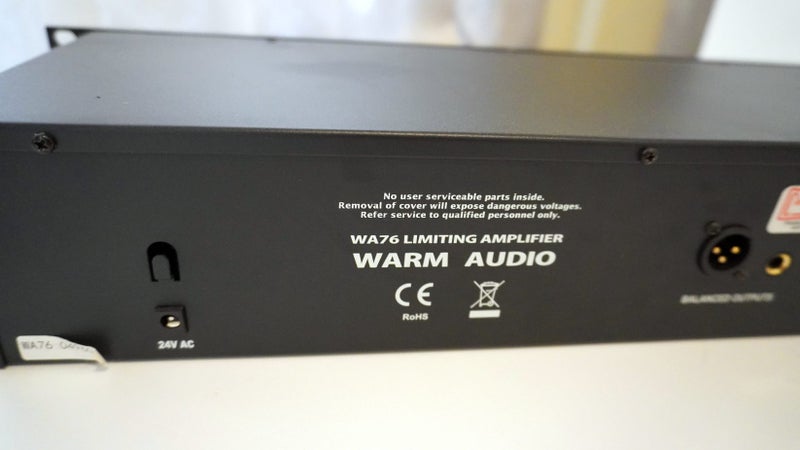 No user serviceable parts inside.
Removal of cover will expose dangerous voltages.
Refer service to qualified personnel only.
WA76 LIMITING AMPLIFIER
WARM AUDIO
CE
RoHS
24V AC
WA76
BALANCED OUTPUTS